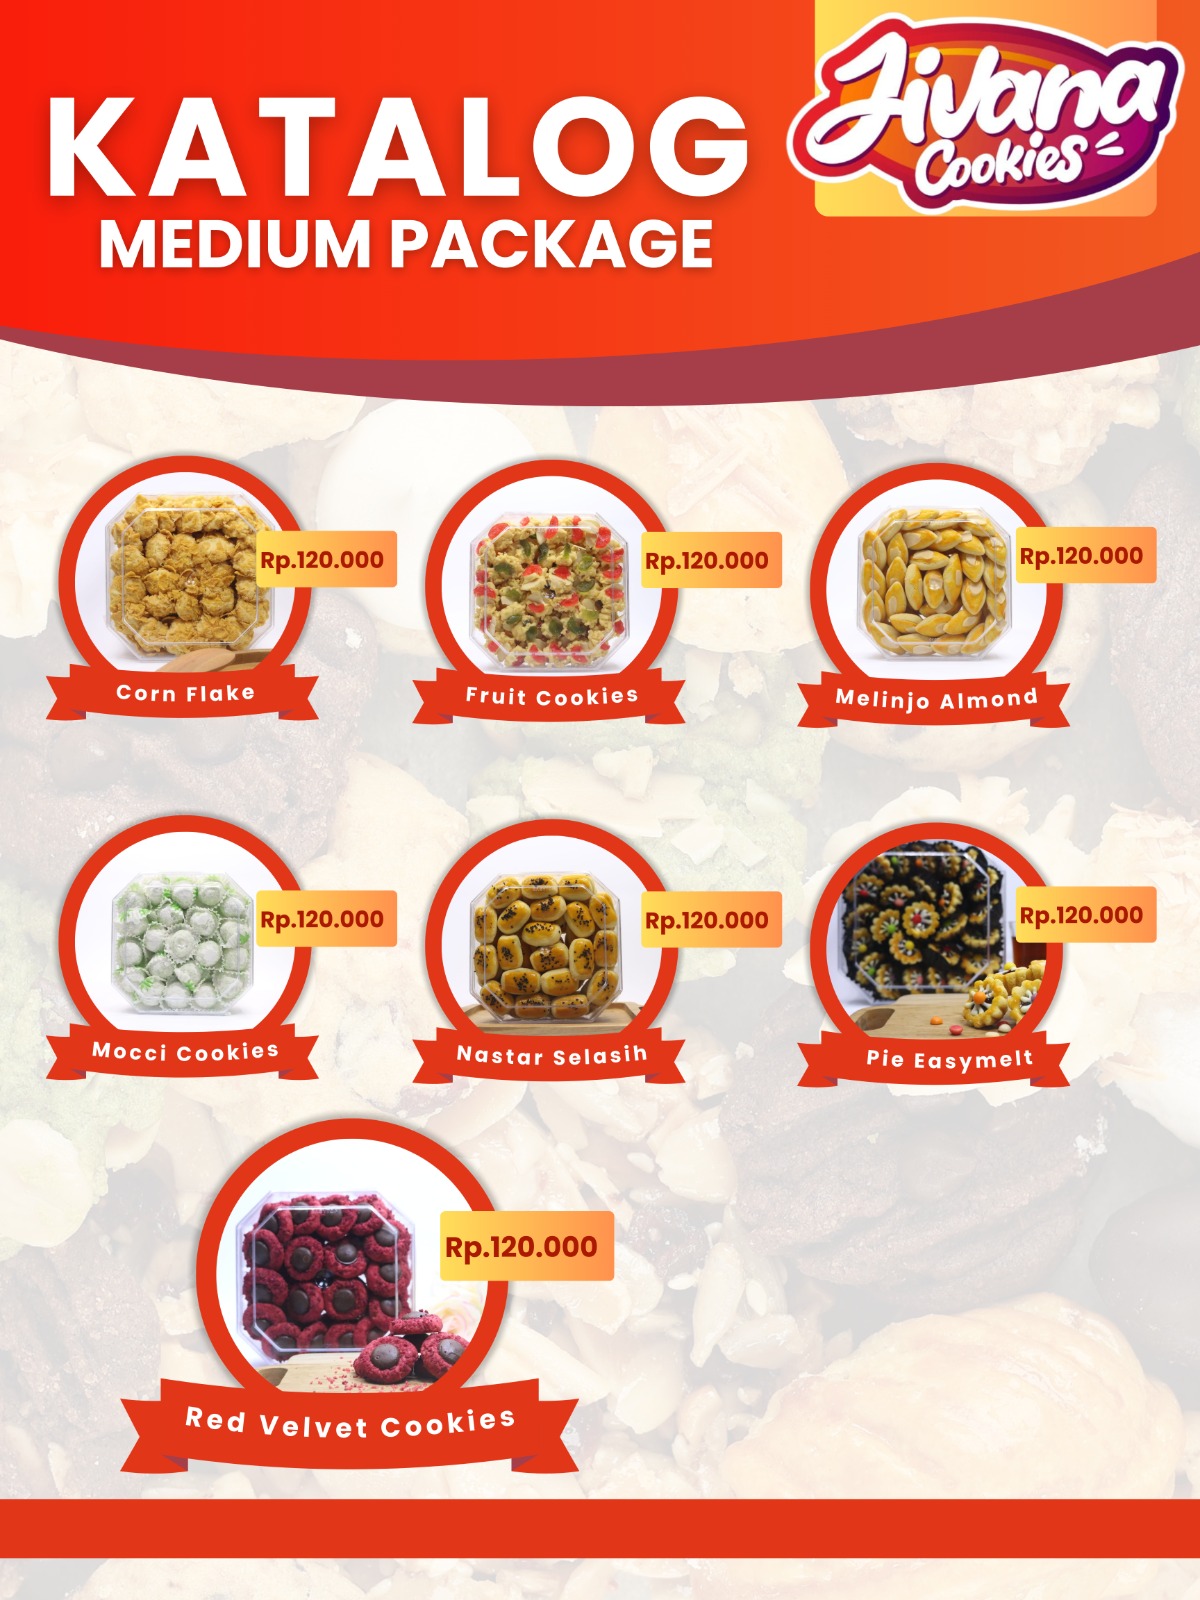 KATALOG
MEDIUM PACKAGE
Jivana
Cookies
Rp.120.000
Corn Flake
Rp.120.000
Fruit Cookies
Rp.120.000
Melinjo Almond
Rp.120.000
Mocci Cookies
Rp.120.000
Nastar Selasih
Rp.120.000
Pie Easymelt
Rp.120.000
Red Velvet Cookies